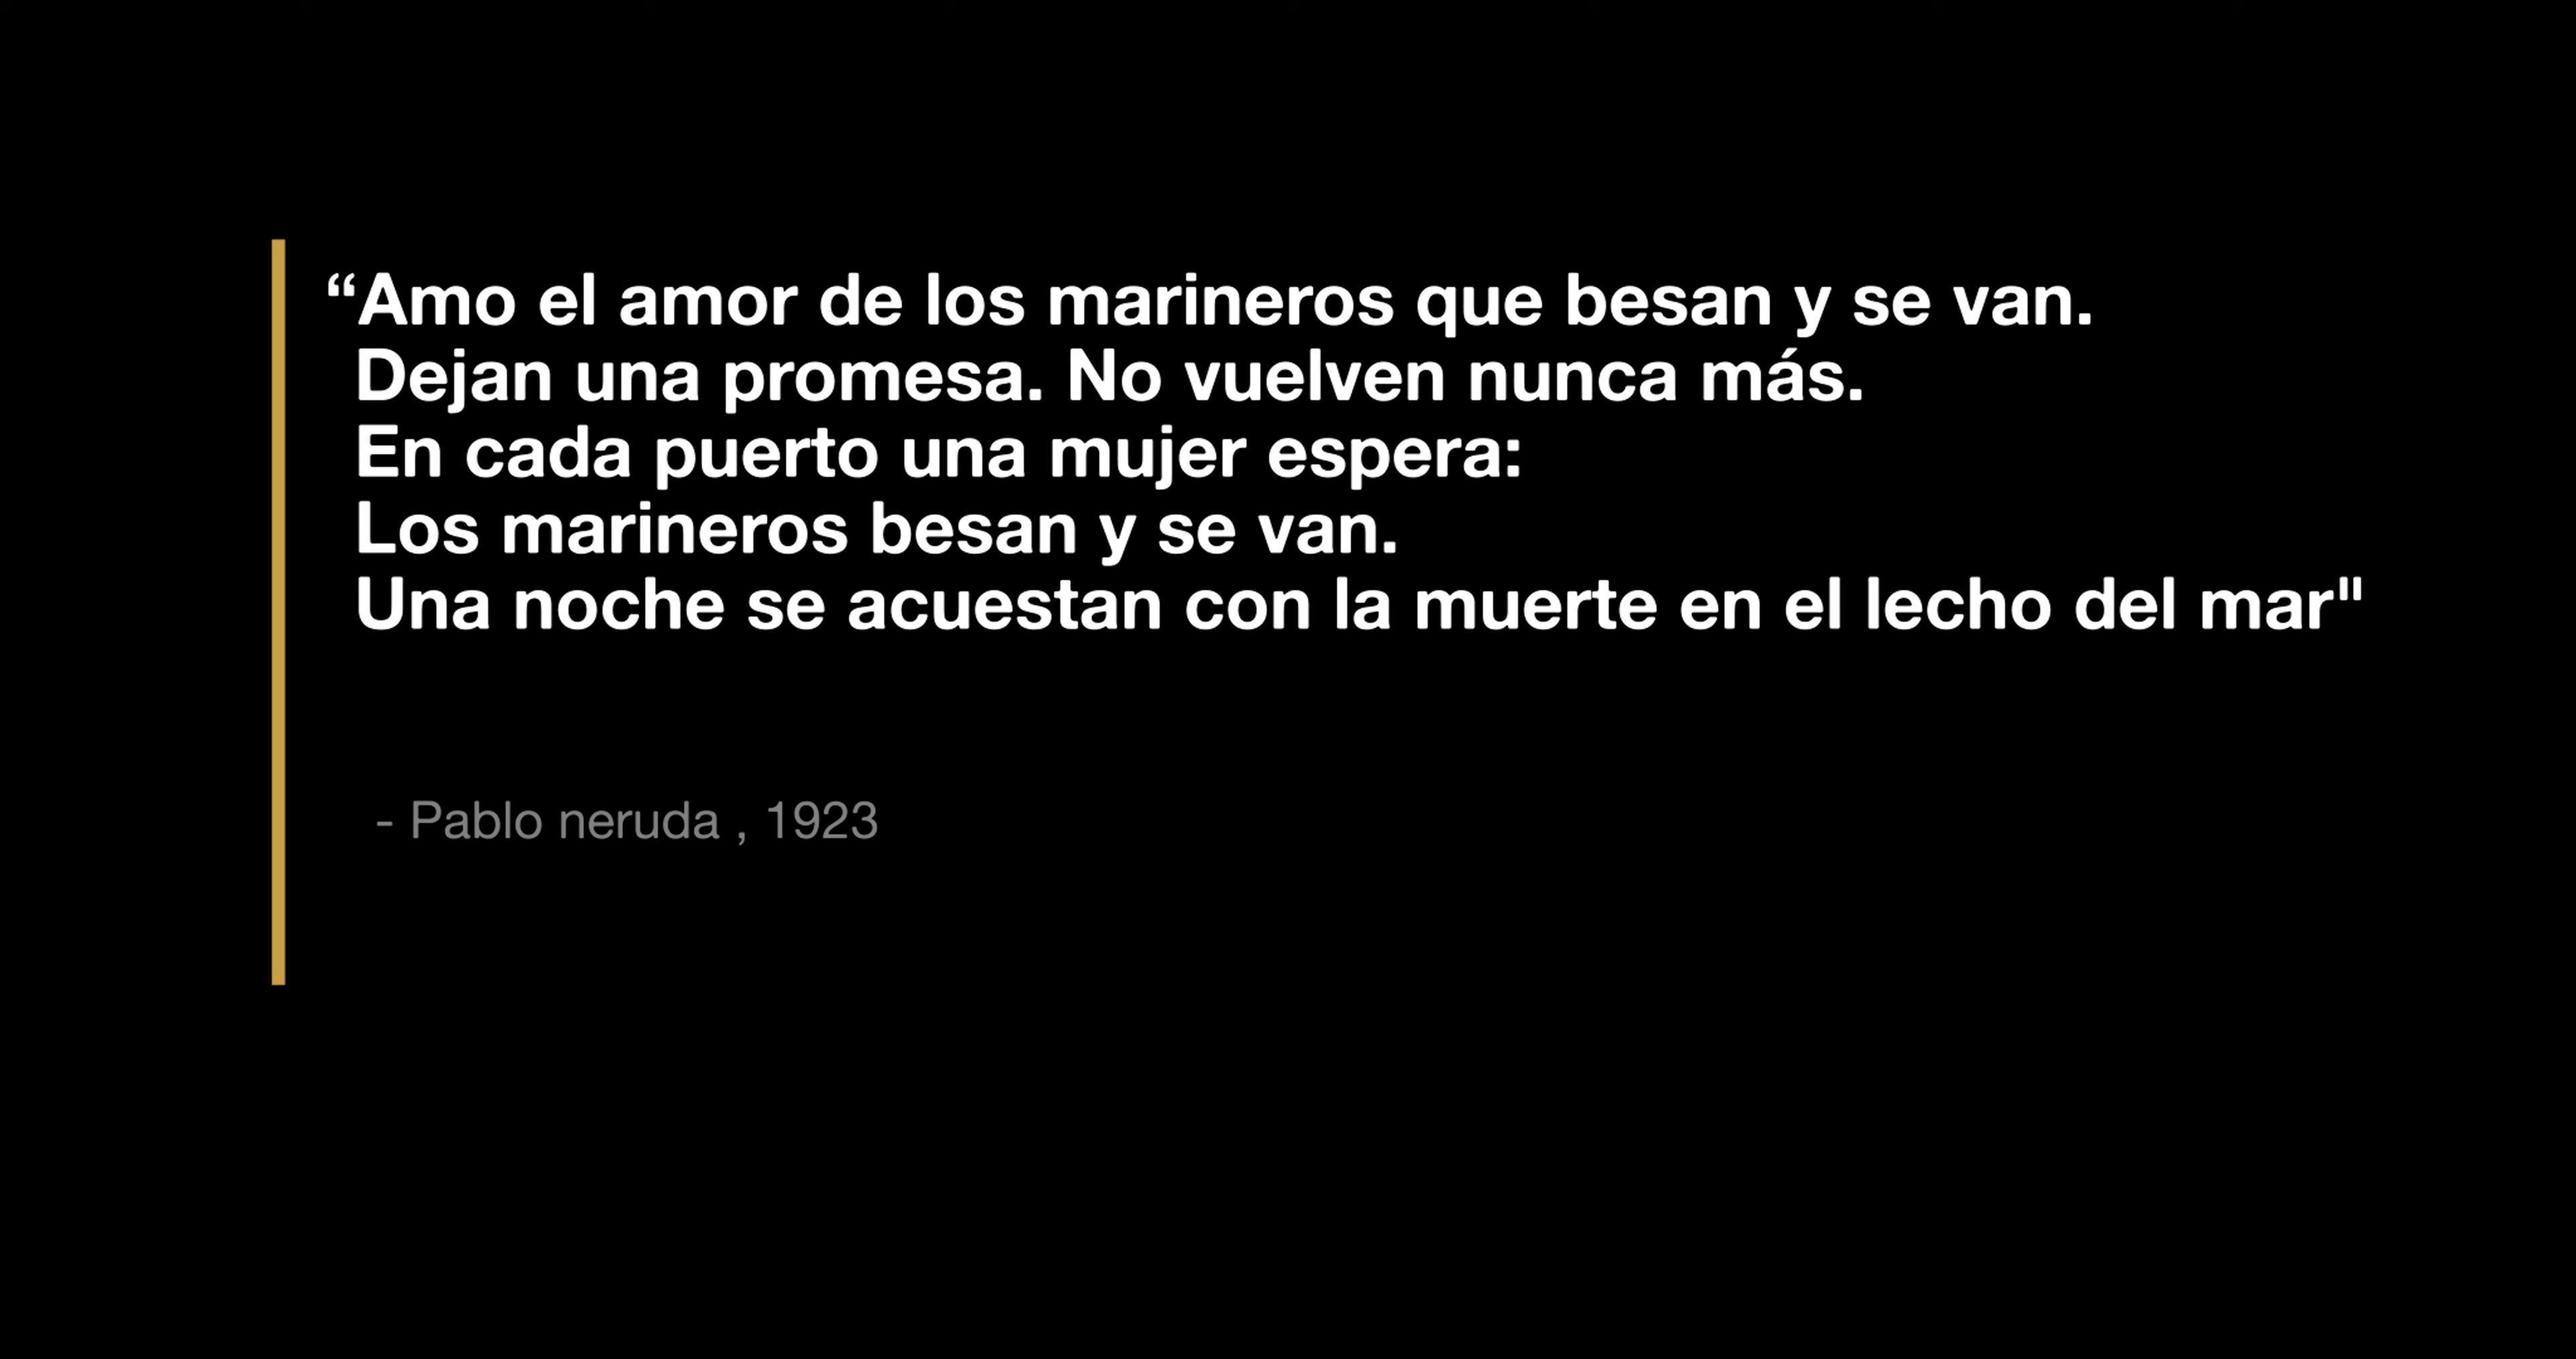 “Amo el amor de los marineros que besan y se van.
Dejan una promesa. No vuelven nunca más.
En cada puerto una mujer espera:
Los marineros besan y se van.
Una noche se acuestan con la muerte en el lecho del mar"
- Pablo neruda , 1923